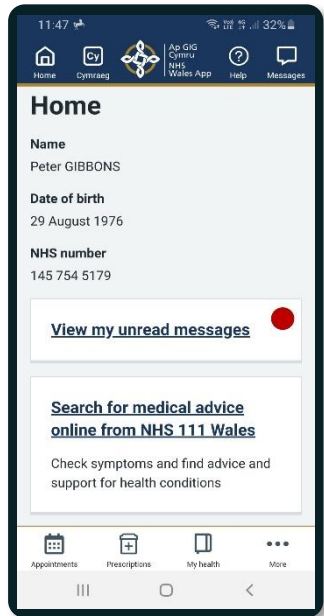 11:47
32%
Home
Cymraeg
Cy
Ap GIG
Cymru
NHS
Wales App
Help
Messages
Home
Name
Peter GIBBONS
Date of birth
29 August 1976
NHS number
145 754 5179
View my unread messages
Search for medical advice
online from NHS 111 Wales
Check symptoms and find advice and
support for health conditions
Appointments
Prescriptions
My health
More